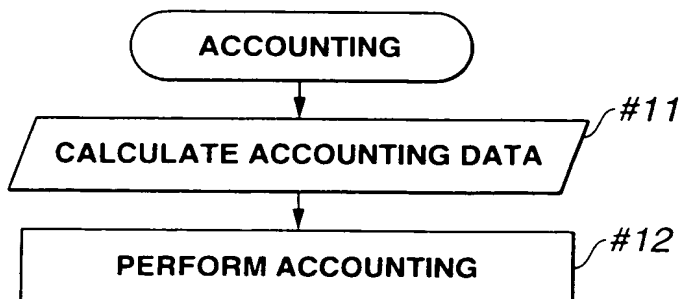 ACCOUNTING
#11
CALCULATE ACCOUNTING DATA
#12
PERFORM ACCOUNTING